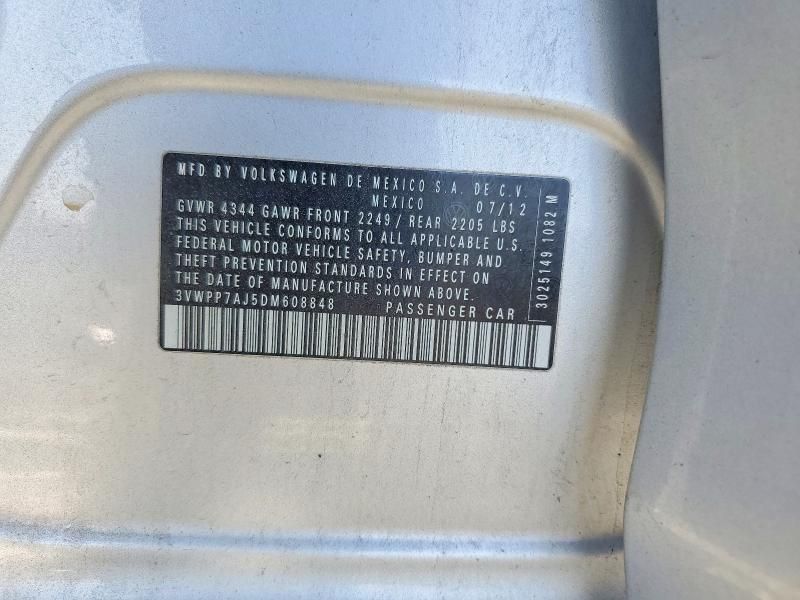 MFD BY VOLKSWAGEN DE MEXICO S.A. DE C.V.
MEXICO 07/12
GVWR 4344 GAWR FRONT 2249/ REAR 2205 LBS
THIS VEHICLE CONFORMS TO ALL APPLICABLE U.S.
FEDERAL MOTOR VEHICLE SAFETY, BUMPER AND
THEFT PREVENTION STANDARDS IN EFFECT ON
THE DATE OF MANUFACTURE SHOWN ABOVE.
3VWPP7AJ5DM608848 PASSENGER CAR
3025149 1082 M